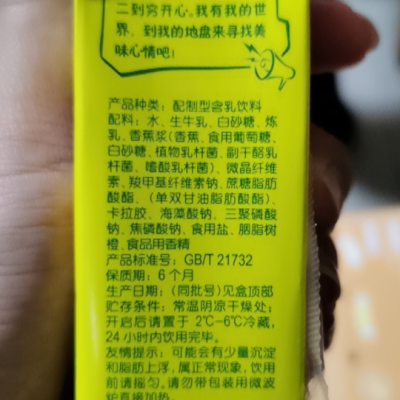 二到穷开心。我有我的世
界，到我的地盘来寻找美
味心情吧！
产品种类：配制型含乳饮料
配料：水、生牛乳、白砂糖、炼
乳、香蕉浆（香蕉、食用葡萄糖、
白砂糖、植物乳杆菌、副干酪乳
杆菌、嗜酸乳杆菌）、微晶纤维
素、羧甲基纤维素钠、蔗糖脂肪
酸酯、（单双甘油脂肪酸酯）、
卡拉胶、海藻酸钠、三聚磷酸
钠、焦磷酸钠、食用盐、胭脂树
橙、食品用香精
产品标准号：GB/T 21732
保质期：6个月
生产日期：（同批号）见盒顶部
贮存条件：常温阴凉干燥处；
开启后请置于 2℃-6℃冷藏，
24小时内饮用完毕。
友情提示：可能会有少量沉淀
和脂肪上浮，属正常现象，饮用
前请摇匀。请勿带包装用微波
炉直接加热